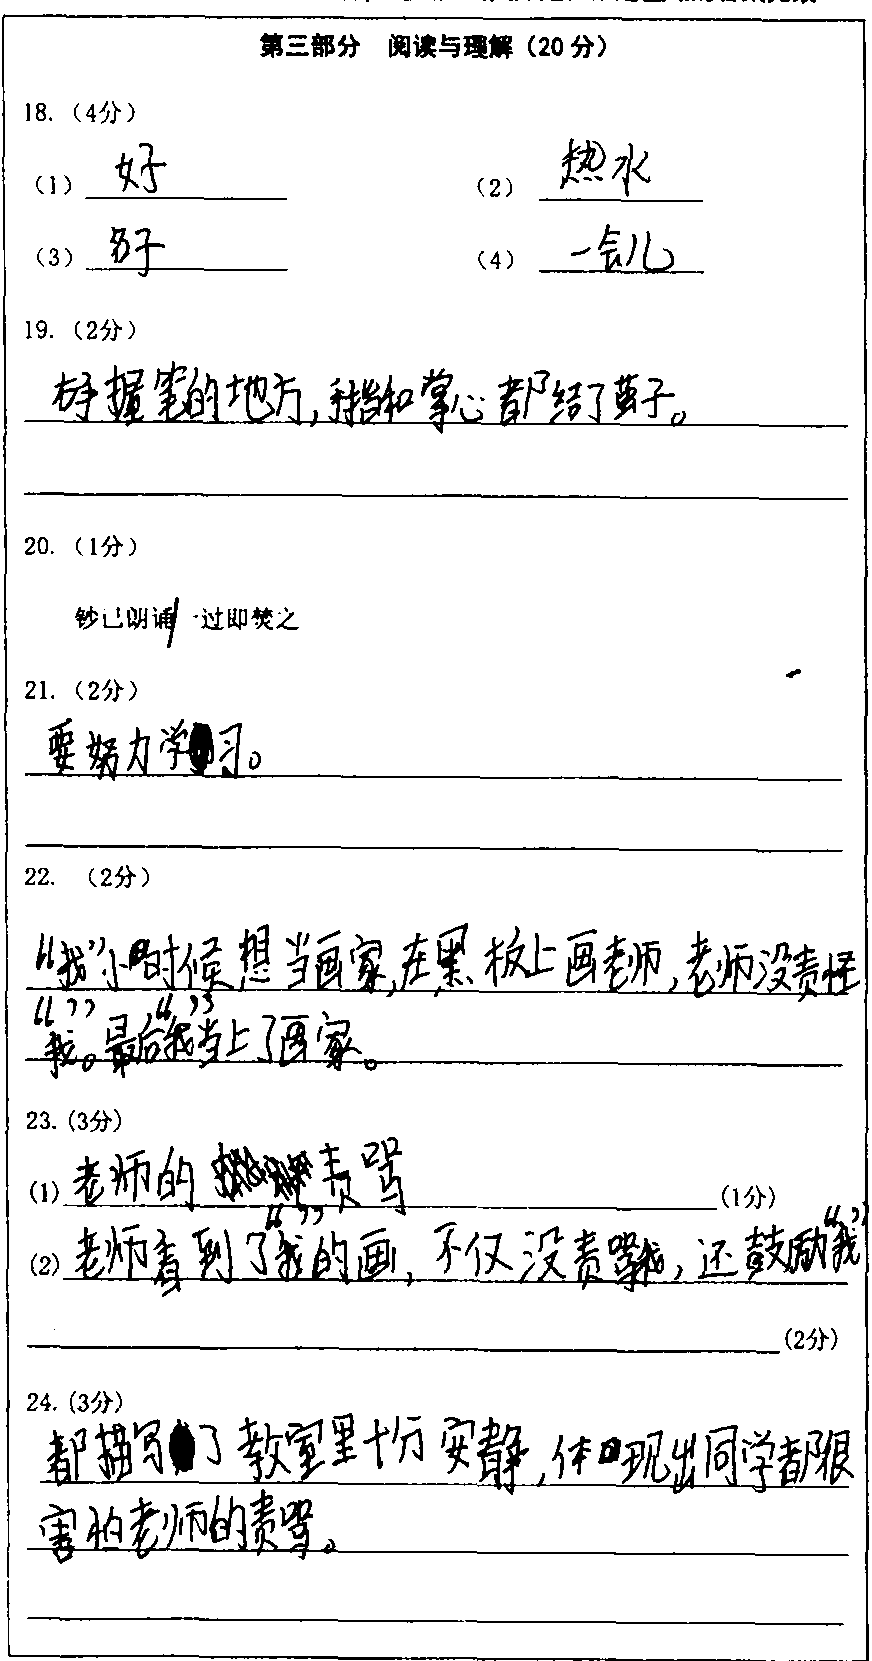 第三部分 阅读与理解（20分）
18.（4分）
（1） 好 （2） 热水
（3） 好 （4） 一会儿
19.（2分）
右手握笔的地方，手指和掌心都结了茧子。
20.（1分）
钞已朗诵/一过即焚之
21.（2分）
要努力学习。
22. （2分）
“我”小时候想当画家，在黑板上画老师，老师没责怪
“我”。最后“我”当上了画家。
23.(3分)
(1) 老师的责骂 (1分)
(2) 老师看到了“我”的画，不仅没责骂我，还鼓励“我”
(2分)
24.(3分)
都描写了教室里十分安静，体现出同学都很
害怕老师的责骂。